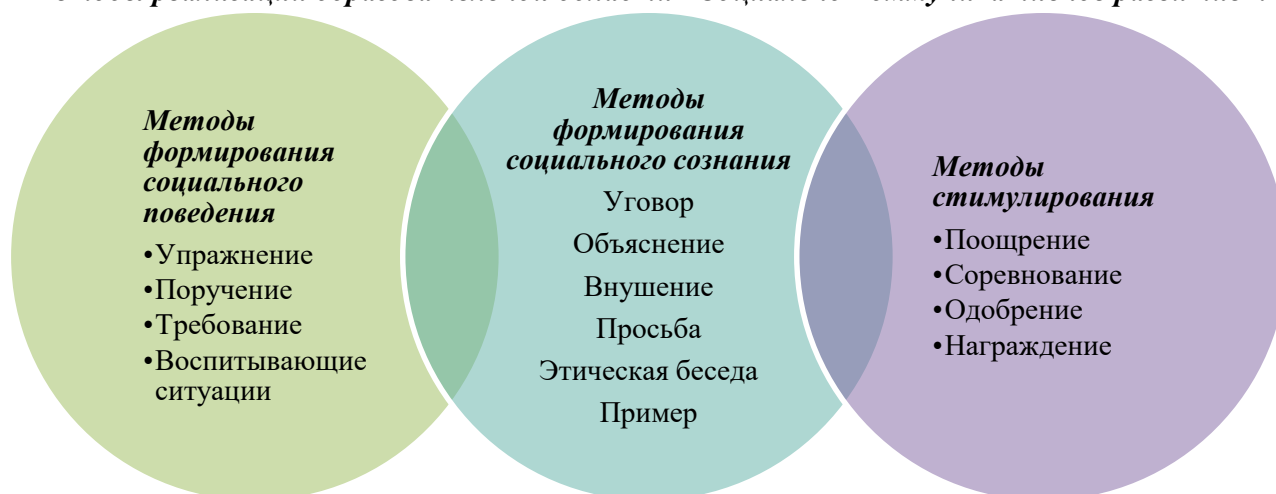 Методы
формирования
социального
поведения
•Упражнение
•Поручение
•Требование
•Воспитывающие
ситуации
Методы
формирования
социального сознания
Уговор
Объяснение
Внушение
Просьба
Этическая беседа
Пример
Методы
стимулирования
•Поощрение
•Соревнование
•Одобрение
•Награждение